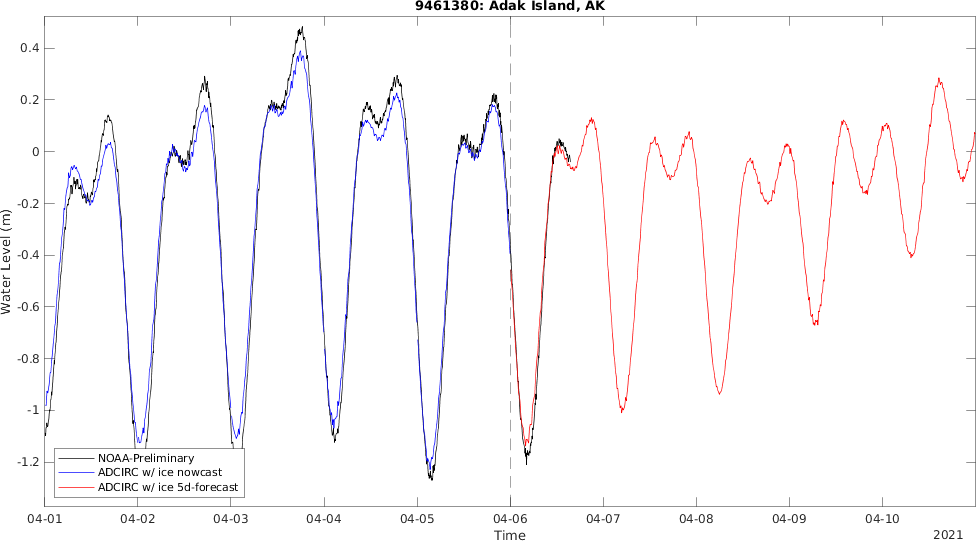 9461380: Adak Island, AK
Water Level (m)
0.4
0.2
0
-0.2
-0.4
-0.6
-0.8
-1
-1.2
NOAA-Preliminary
ADCIRC w/ ice nowcast
ADCIRC w/ ice 5d-forecast
04-01 04-02 04-03 04-04 04-05 04-06 04-07 04-08 04-09 04-10
Time
2021